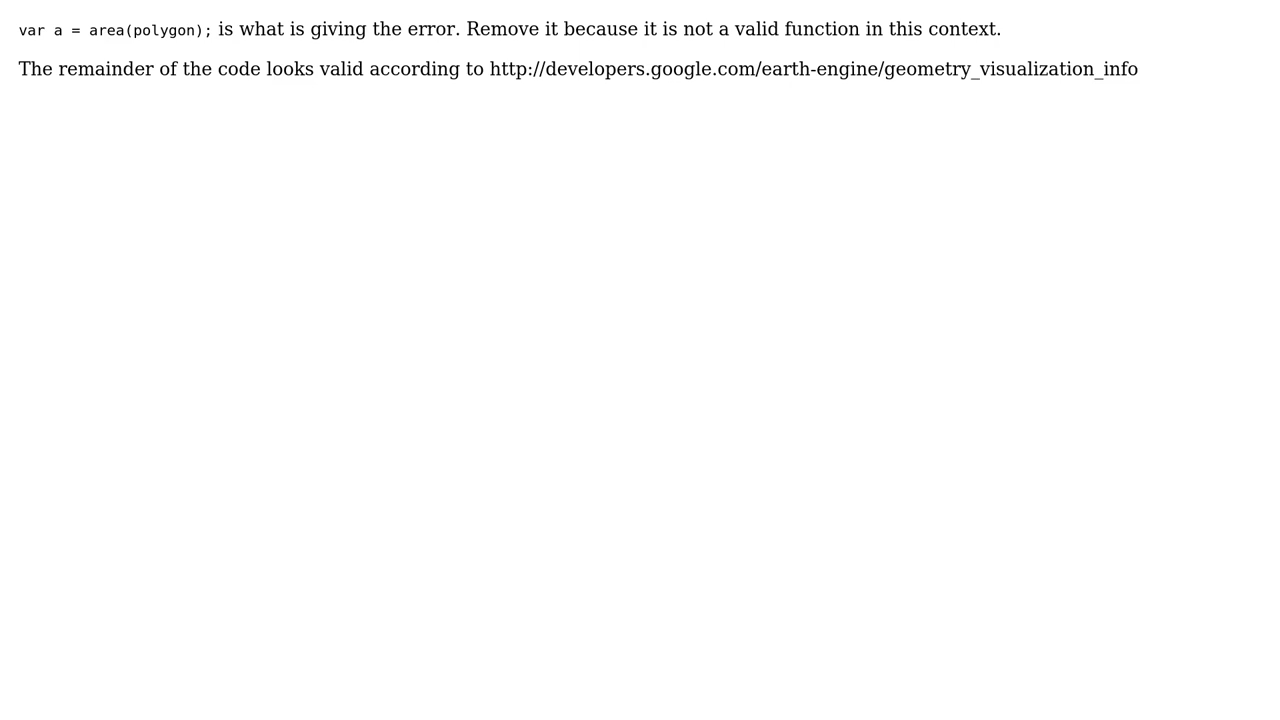 var a = area(polygon); is what is giving the error. Remove it because it is not a valid function in this context.
The remainder of the code looks valid according to http://developers.google.com/earth-engine/geometry_visualization_info